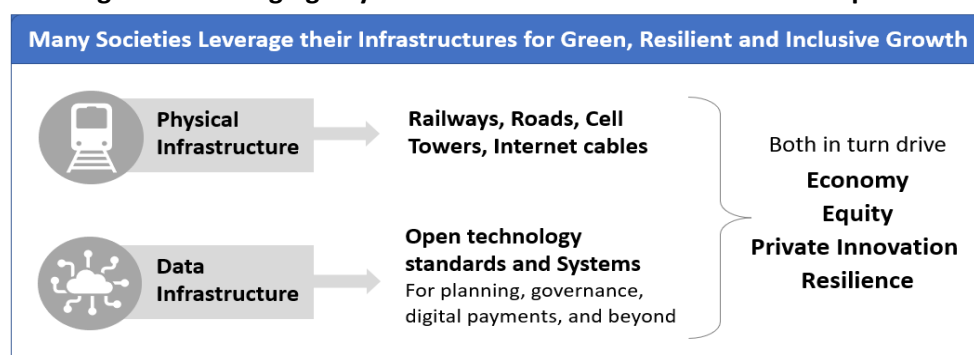 Many Societies Leverage their Infrastructures for Green, Resilient and Inclusive Growth
Physical
Infrastructure
Railways, Roads, Cell
Towers, Internet cables
Data
Infrastructure
Open technology
standards and Systems
For planning, governance,
digital payments, and beyond
Both in turn drive
Economy
Equity
Private Innovation
Resilience